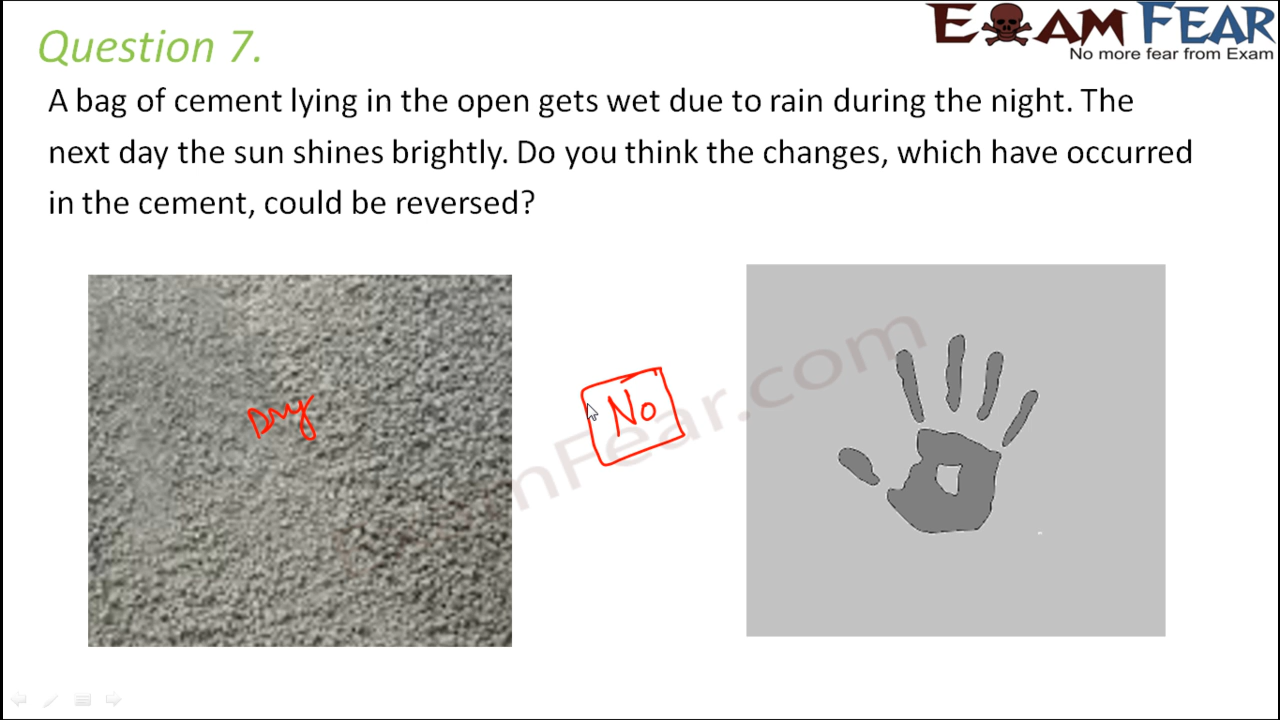 EXAM FEAR
No more fear from Exam
Question 7.
A bag of cement lying in the open gets wet due to rain during the night. The
next day the sun shines brightly. Do you think the changes, which have occurred
in the cement, could be reversed?
Dry
No
mFear.com